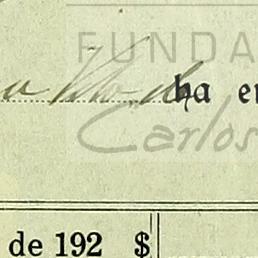 FUNDA
ha en
Carlos
de 192 $